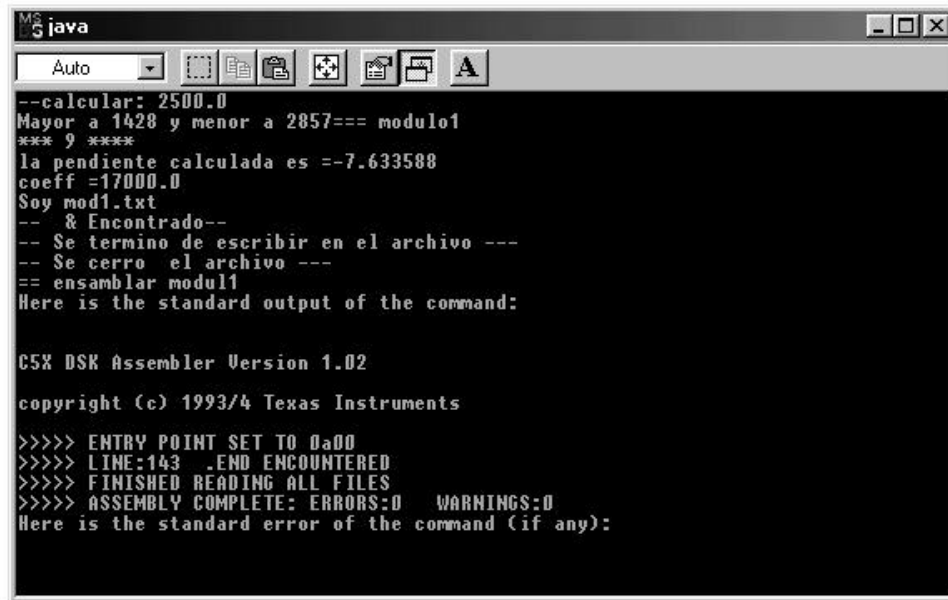 MS DOS java
Auto A
--calcular: 2500.0
Mayor a 1428 y menor a 2857=== modulo1
*** 9 ****
la pendiente calculada es =-7.633588
coeff =17000.0
Soy mod1.txt
--  & Encontrado--
-- Se termino de escribir en el archivo ---
-- Se cerro  el archivo ---
== ensamblar modul1
Here is the standard output of the command:
C5X DSK Assembler Version 1.02
copyright (c) 1993/4 Texas Instruments
>>>>> ENTRY POINT SET TO 0a00
>>>>> LINE:143  .END ENCOUNTERED
>>>>> FINISHED READING ALL FILES
>>>>> ASSEMBLY COMPLETE: ERRORS:0   WARNINGS:0
Here is the standard error of the command (if any):